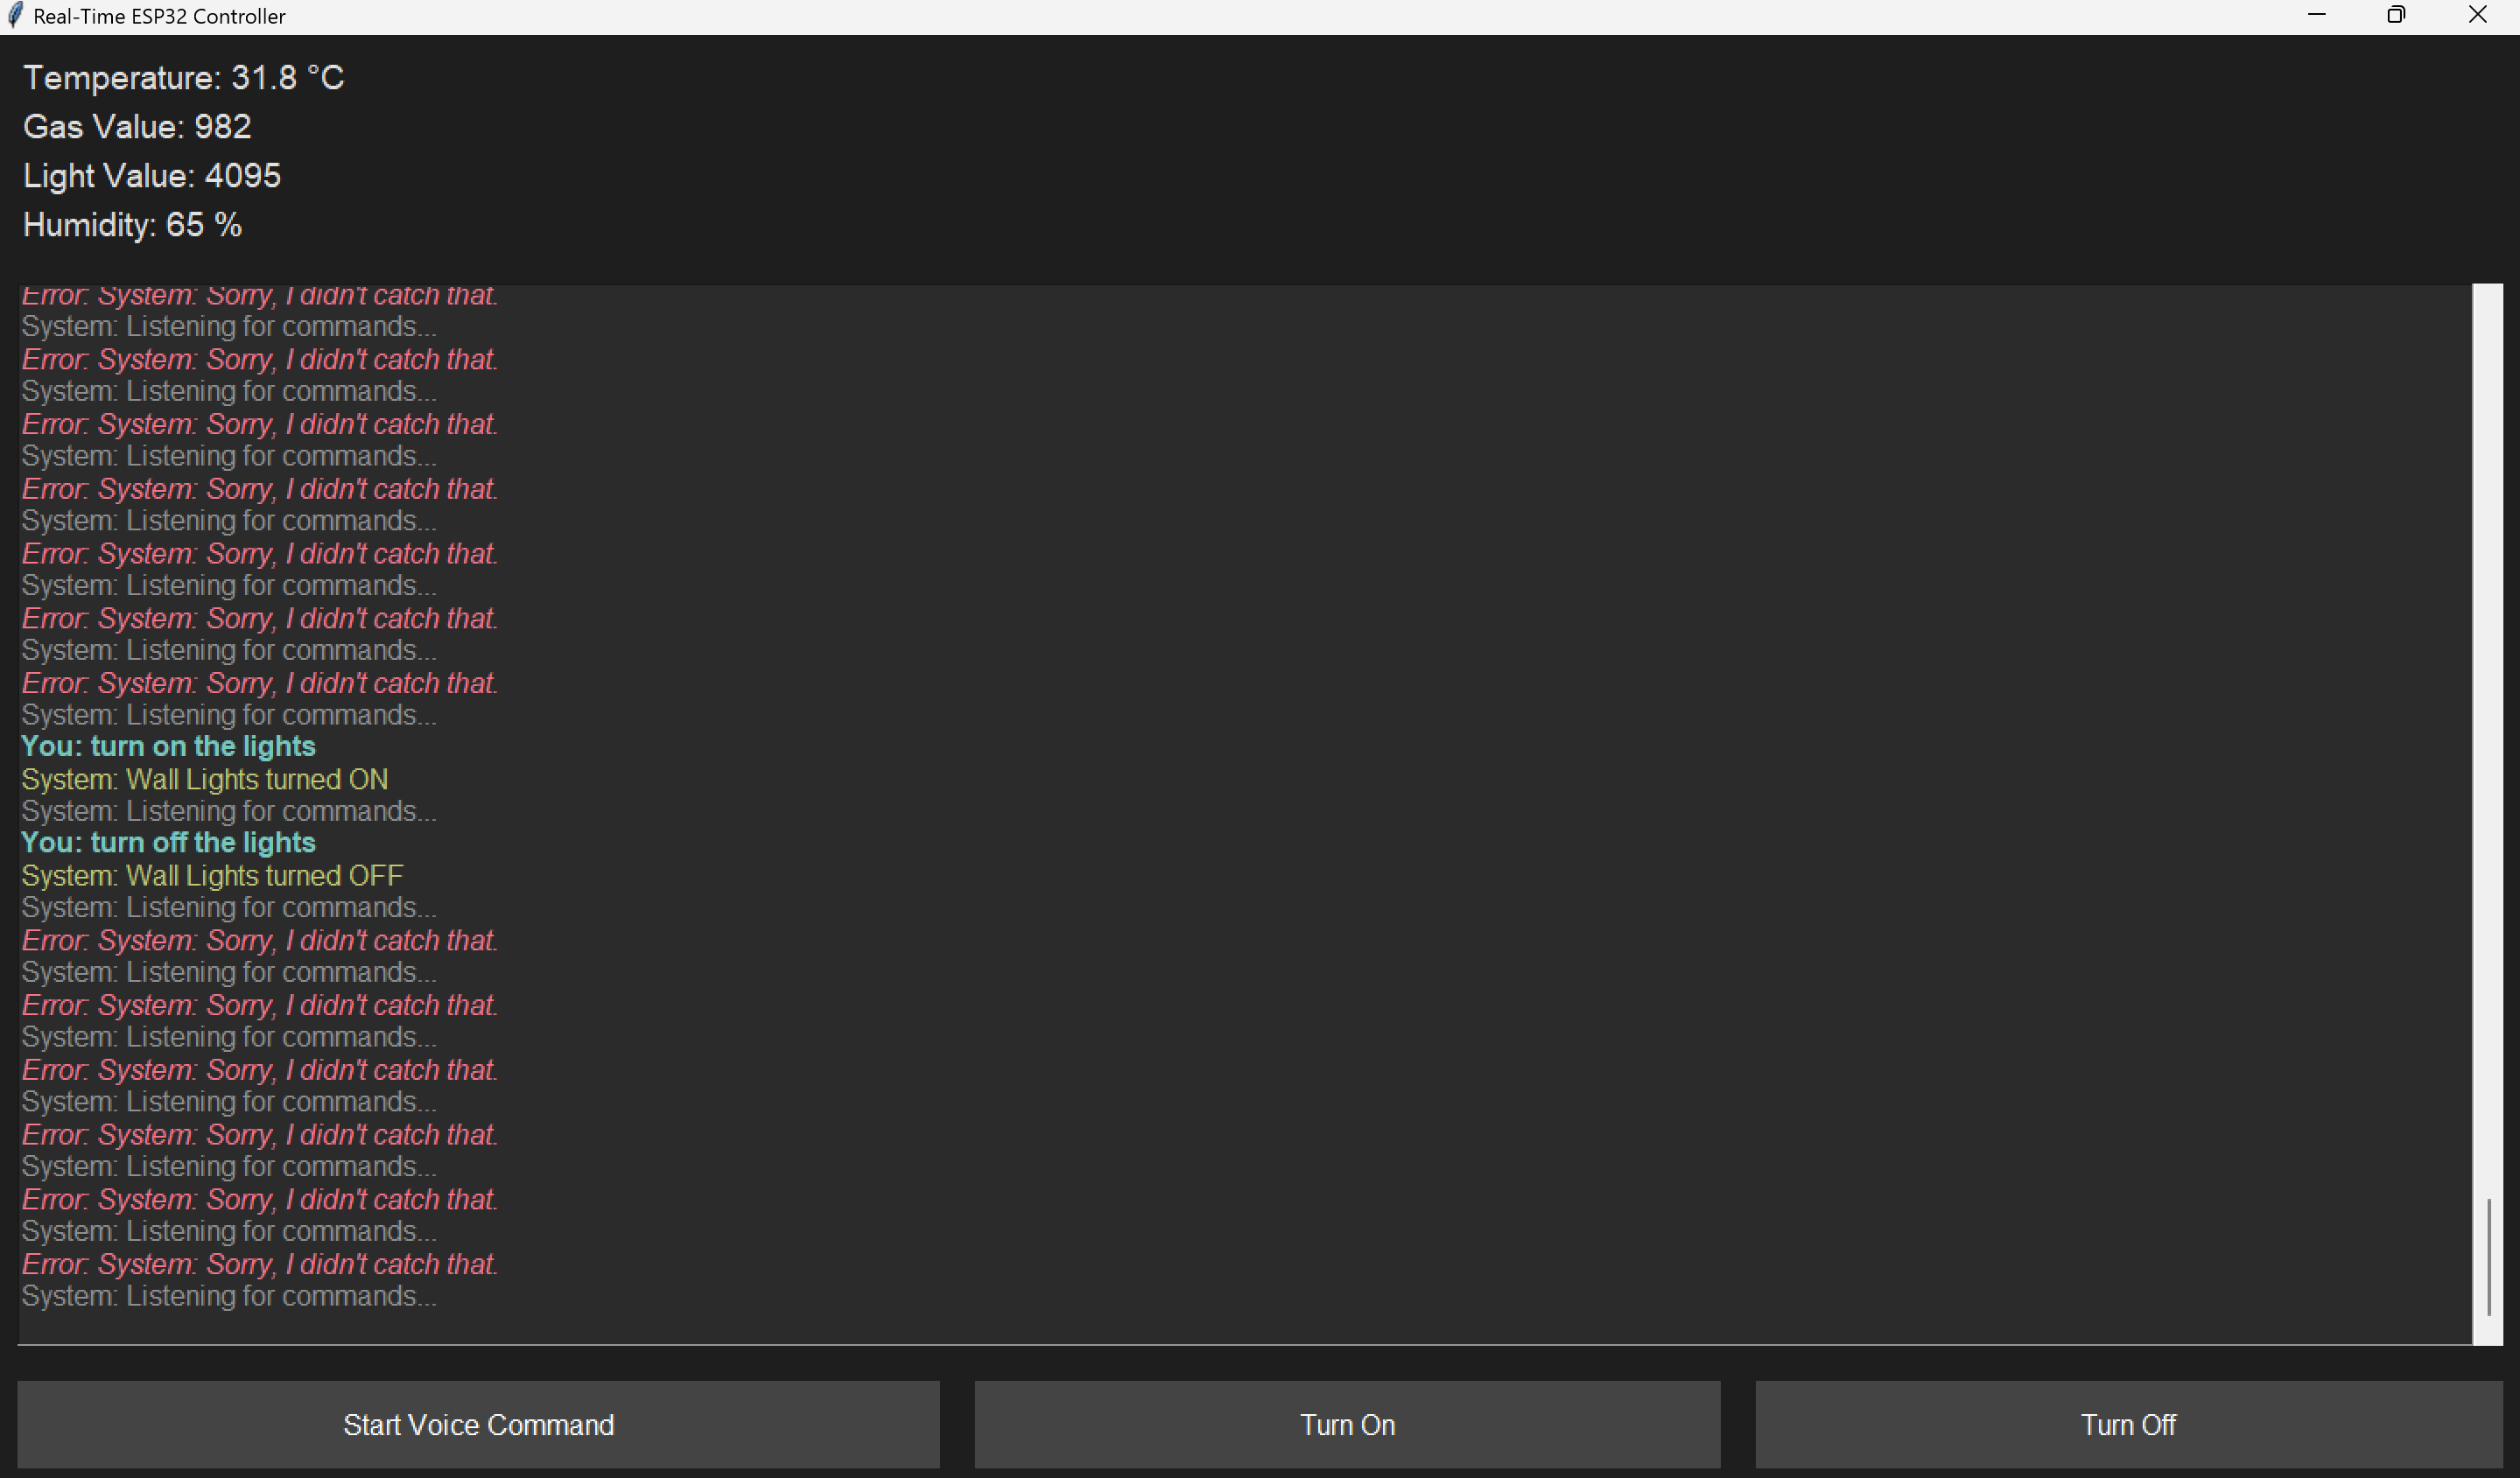 Real-Time ESP32 Controller
Temperature: 31.8 °C
Gas Value: 982
Light Value: 4095
Humidity: 65 %
Error: System: Sorry, I didn't catch that.
System: Listening for commands...
Error: System: Sorry, I didn't catch that.
System: Listening for commands...
Error: System: Sorry, I didn't catch that.
System: Listening for commands...
Error: System: Sorry, I didn't catch that.
System: Listening for commands...
Error: System: Sorry, I didn't catch that.
System: Listening for commands...
Error: System: Sorry, I didn't catch that.
System: Listening for commands...
Error: System: Sorry, I didn't catch that.
System: Listening for commands...
You: turn on the lights
System: Wall Lights turned ON
System: Listening for commands...
You: turn off the lights
System: Wall Lights turned OFF
System: Listening for commands...
Error: System: Sorry, I didn't catch that.
System: Listening for commands...
Error: System: Sorry, I didn't catch that.
System: Listening for commands...
Error: System: Sorry, I didn't catch that.
System: Listening for commands...
Error: System: Sorry, I didn't catch that.
System: Listening for commands...
Error: System: Sorry, I didn't catch that.
System: Listening for commands...
Error: System: Sorry, I didn't catch that.
System: Listening for commands...
Start Voice Command
Turn On
Turn Off